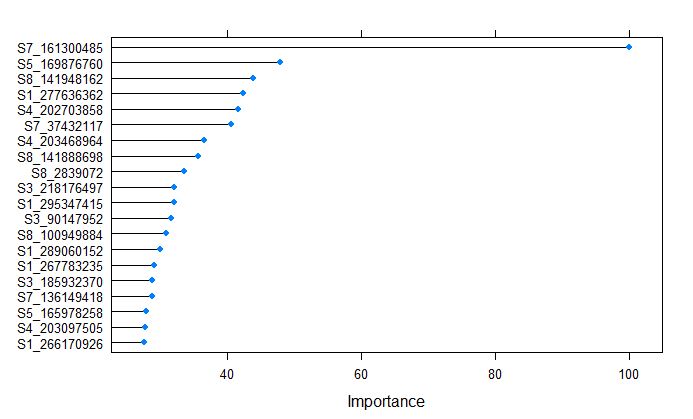 S7_161300485
S5_169876760
S8_141948162
S1_277636362
S4_202703858
S7_37432117
S4_203468964
S8_141888698
S8_2839072
S3_218176497
S1_295347415
S3_90147952
S8_100949884
S1_289060152
S1_267783235
S3_185932370
S7_136149418
S5_165978258
S4_203097505
S1_266170926
40 60 80 100
Importance